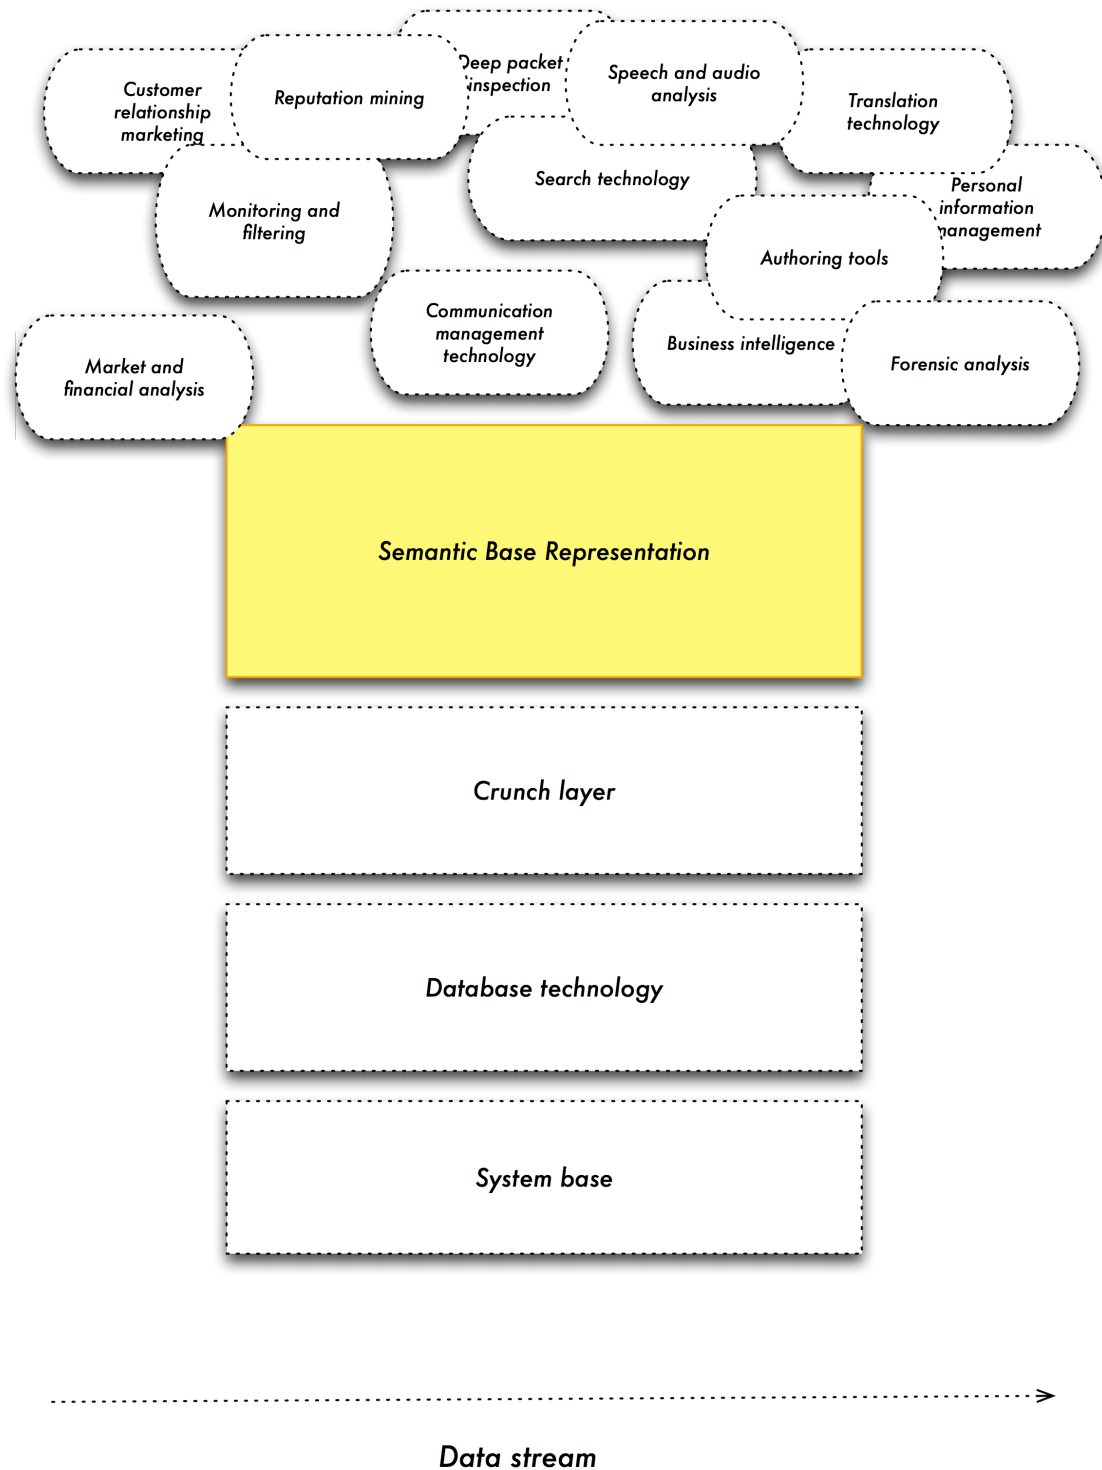 Customer
relationship
marketing
Reputation mining
Deep packet
inspection
Speech and audio
analysis
Translation
technology
Monitoring and
filtering
Search technology
Personal
information
management
Authoring tools
Market and
financial analysis
Communication
management
technology
Business intelligence
Forensic analysis
Semantic Base Representation
Crunch layer
Database technology
System base
Data stream